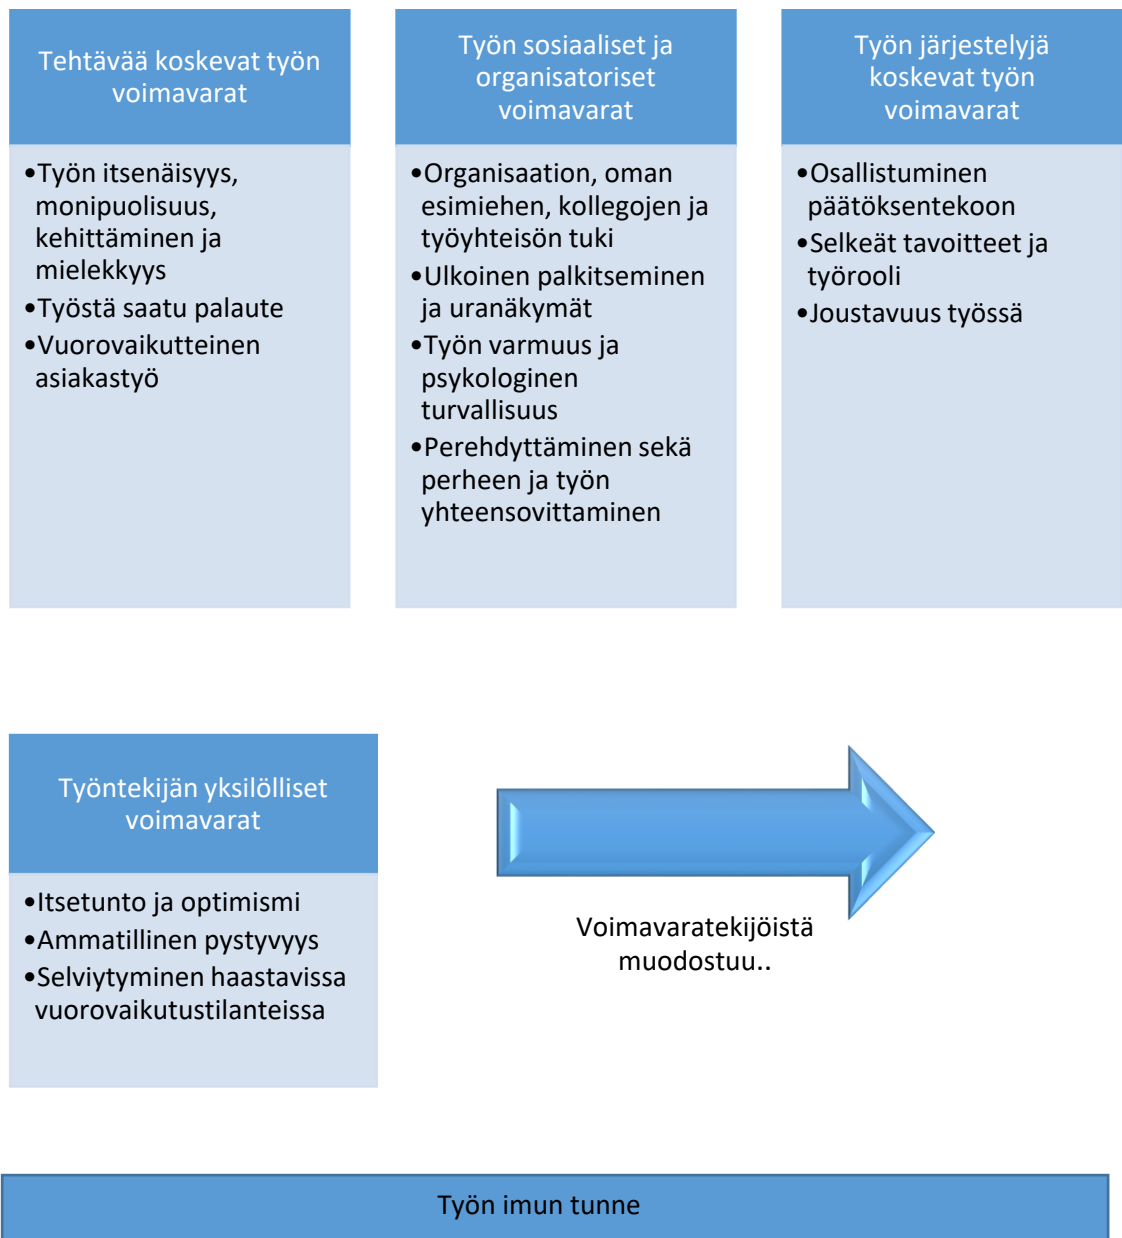 Tehtävää koskevat työn
voimavarat
•Työn itsenäisyys,
monipuolisuus,
kehittäminen ja
mielekkyys
•Työstä saatu palaute
•Vuorovaikutteinen
asiakastyö
Työn sosiaaliset ja
organisatoriset
voimavarat
•Organisaation, oman
esimiehen, kollegojen ja
työyhteisön tuki
•Ulkoinen palkitseminen
ja uranäkymät
•Työn varmuus ja
psykologinen
turvallisuus
•Perehdyttäminen sekä
perheen ja työn
yhteensovittaminen
Työn järjestelyjä
koskevat työn
voimavarat
•Osallistuminen
päätöksentekoon
•Selkeät tavoitteet ja
työrooli
•Joustavuus työssä
Työntekijän yksilölliset
voimavarat
•Itsetunto ja optimismi
•Ammatillinen pystyvyys
•Selviytyminen haastavissa
vuorovaikutustilanteissa
Voimavaratekijöistä
muodostuu..
Työn imun tunne